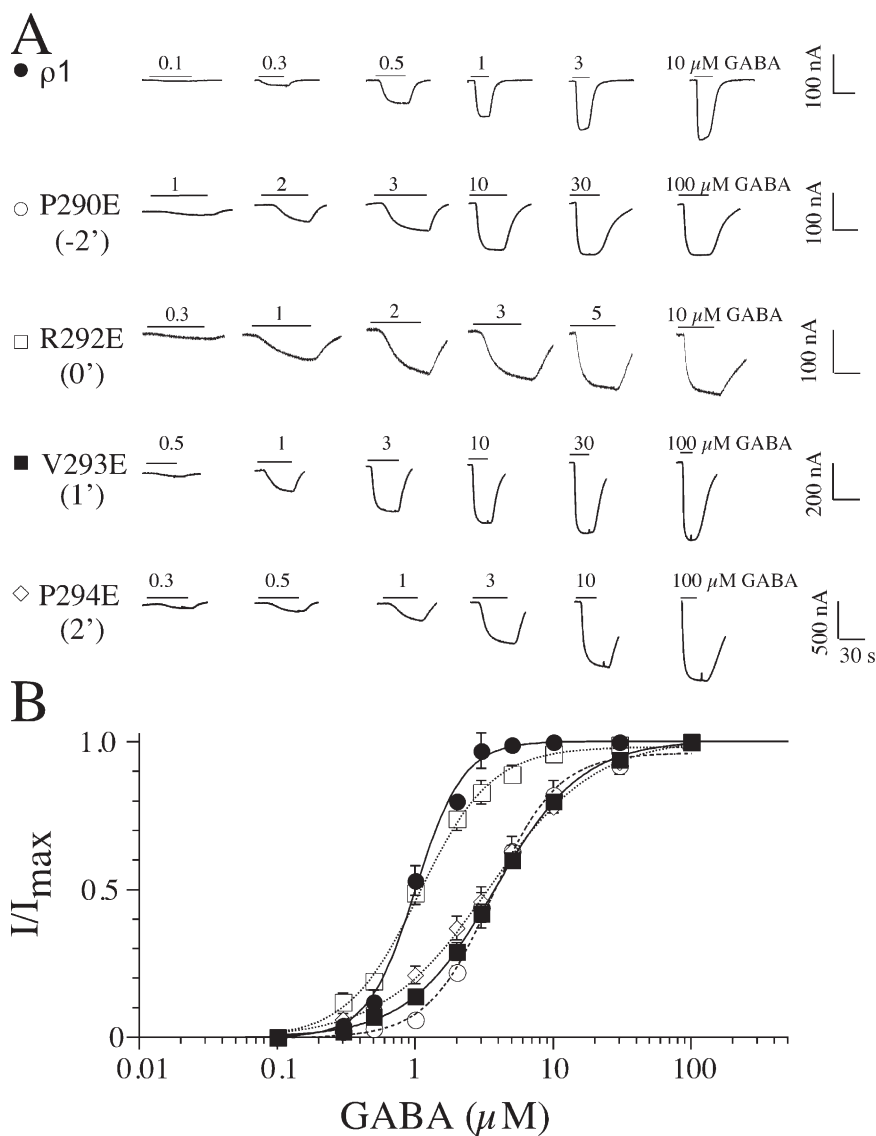 A
ρ1
0.1 0.3 0.5 1 3 10 µM GABA
100 nA
P290E
(-2’)
1 2 3 10 30 100 µM GABA
100 nA
R292E
(0’)
0.3 1 2 3 5 10 µM GABA
100 nA
V293E
(1’)
0.5 1 3 10 30 100 µM GABA
200 nA
P294E
(2’)
0.3 0.5 1 3 10 100 µM GABA
500 nA
30 s
B
1.0
0.5
0
I/Imax
0.01 0.1 1 10 100
GABA (µM)